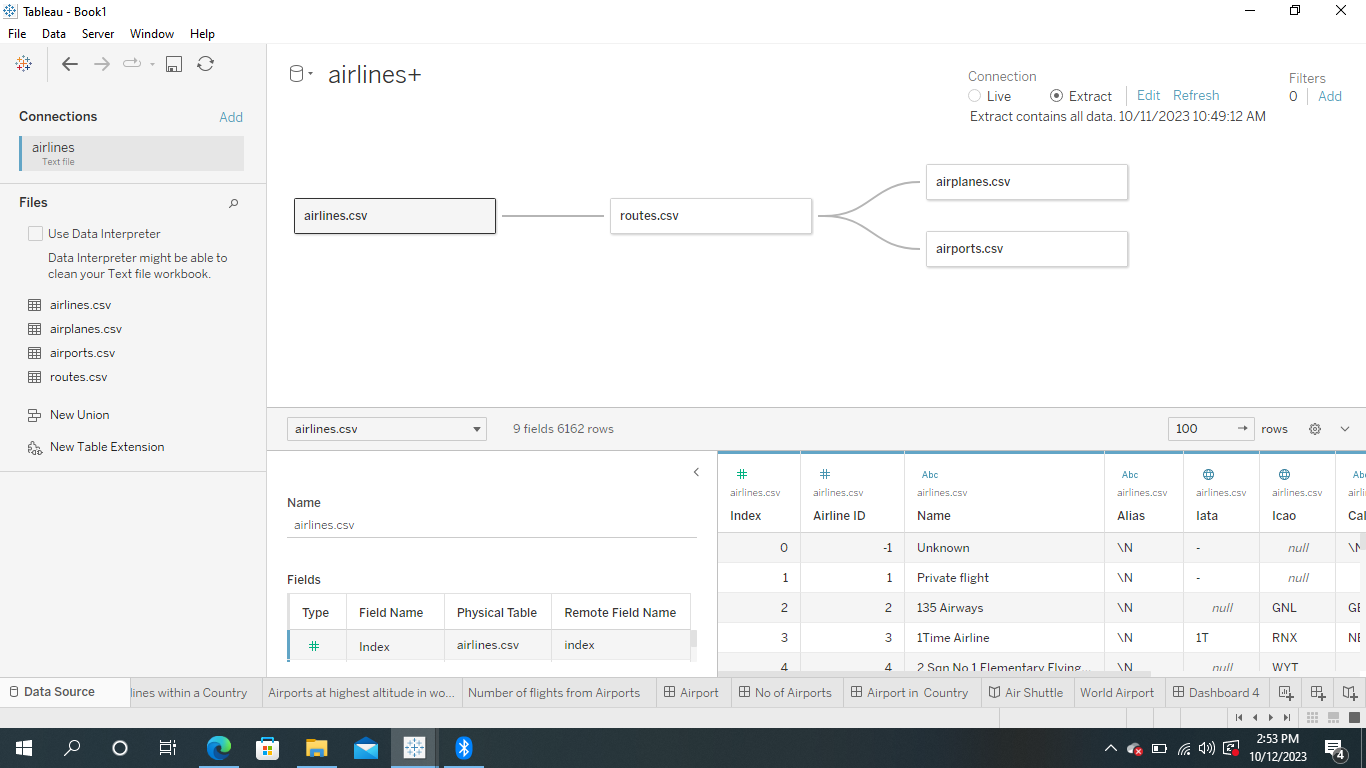 Tableau - Book1
File Data Server Window Help
airlines+
Connection
Live Extract Edit Refresh
Extract contains all data. 10/11/2023 10:49:12 AM
Filters
0 Add
Connections Add
airlines
Text file
Files
Use Data Interpreter
Data Interpreter might be able to
clean your Text file workbook.
airlines.csv
airplanes.csv
airports.csv
routes.csv
New Union
New Table Extension
airlines.csv
routes.csv
airplanes.csv
airports.csv
airlines.csv 9 fields 6162 rows 100 rows
Name
airlines.csv
Fields
Type Field Name Physical Table Remote Field Name
Index airlines.csv index
Abc Abc Abc
airlines.csv airlines.csv airlines.csv airlines.csv airlines.csv airlines.csv airli
Index Airline ID Name Alias Iata Icao Cal
0 -1 Unknown \N - null \N
1 1 Private flight \N - null
2 2 135 Airways \N null GNL GE
3 3 1Time Airline \N 1T RNX NE
4 4 2 Sqn No 1 Elementary Flying... \N null WYT
Data Source lines within a Country Airports at highest altitude in wo... Number of flights from Airports Airport No of Airports Airport in Country Air Shuttle World Airport Dashboard 4
2:53 PM
10/12/2023
4